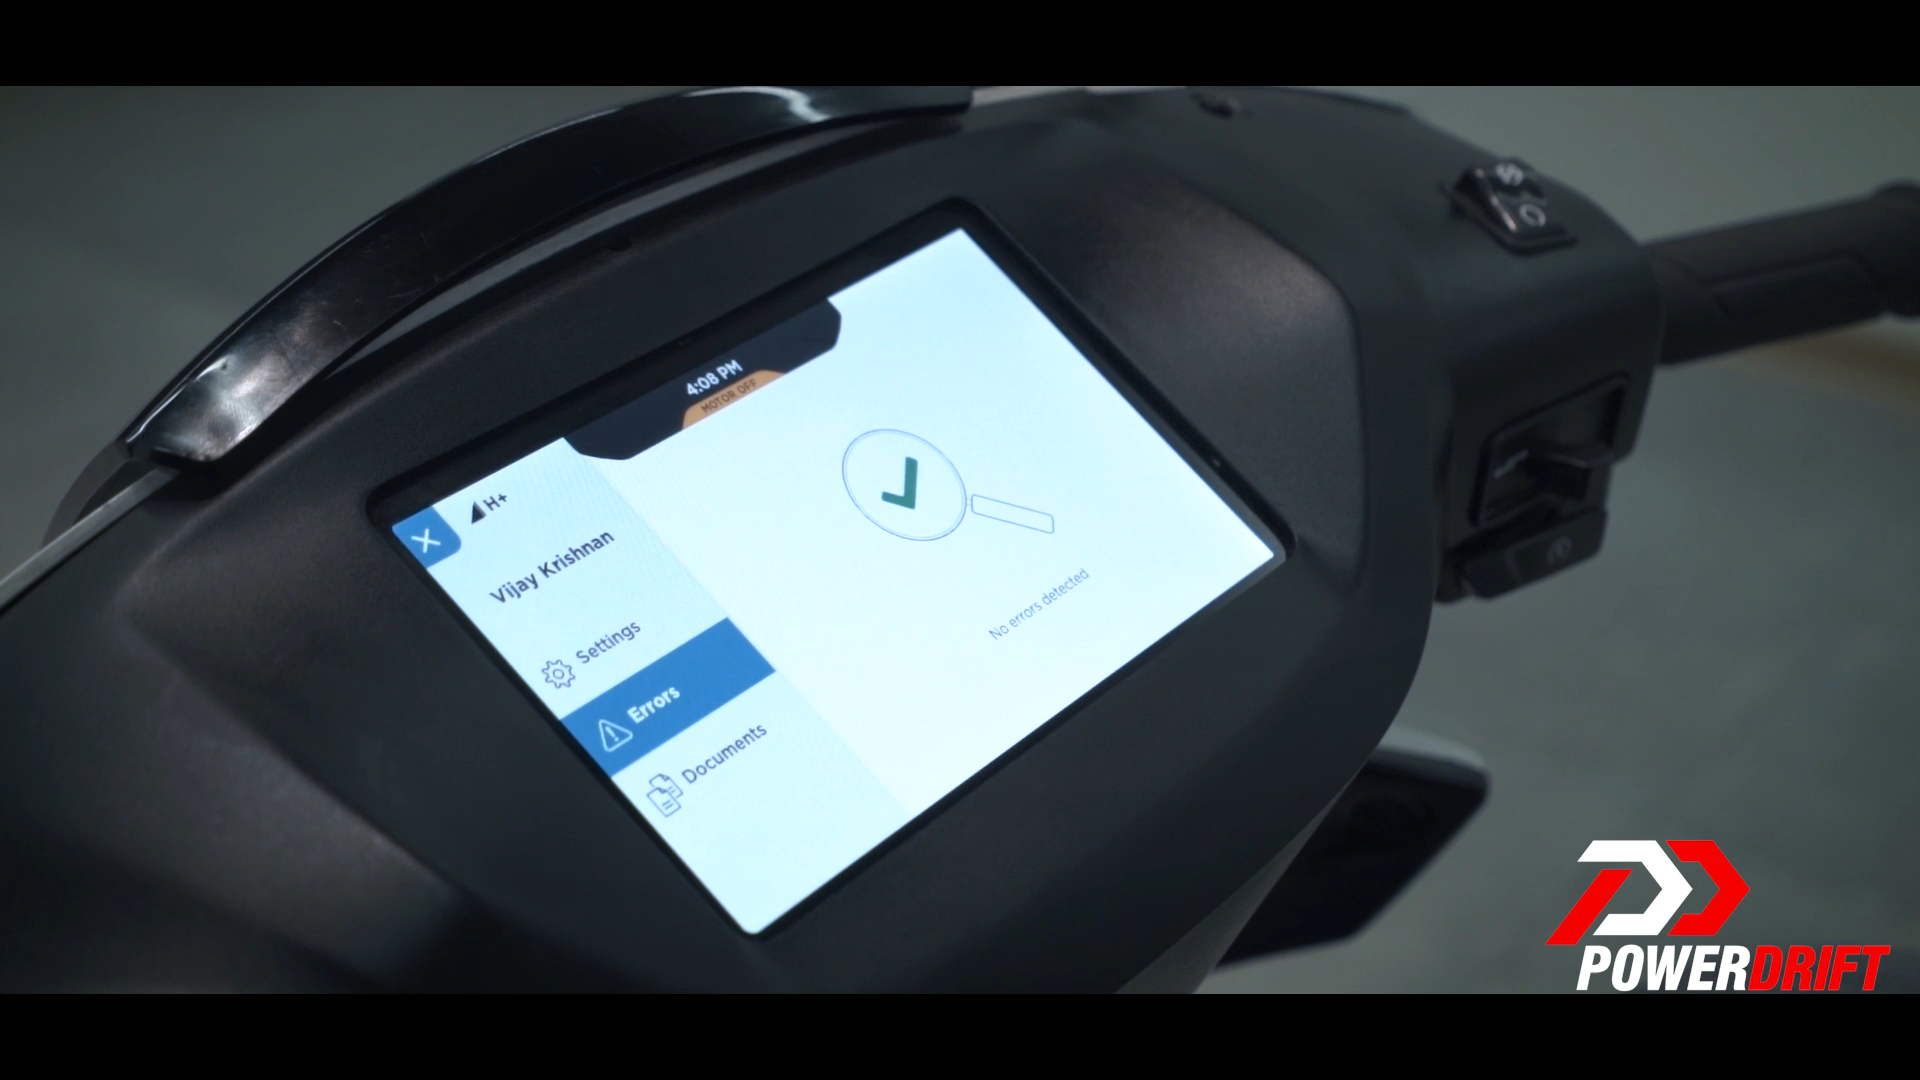 4:08 PM
MOTOR OFF
H+
Vijay Krishnan
Settings
Errors
Documents
No errors detected
POWERDRIFT